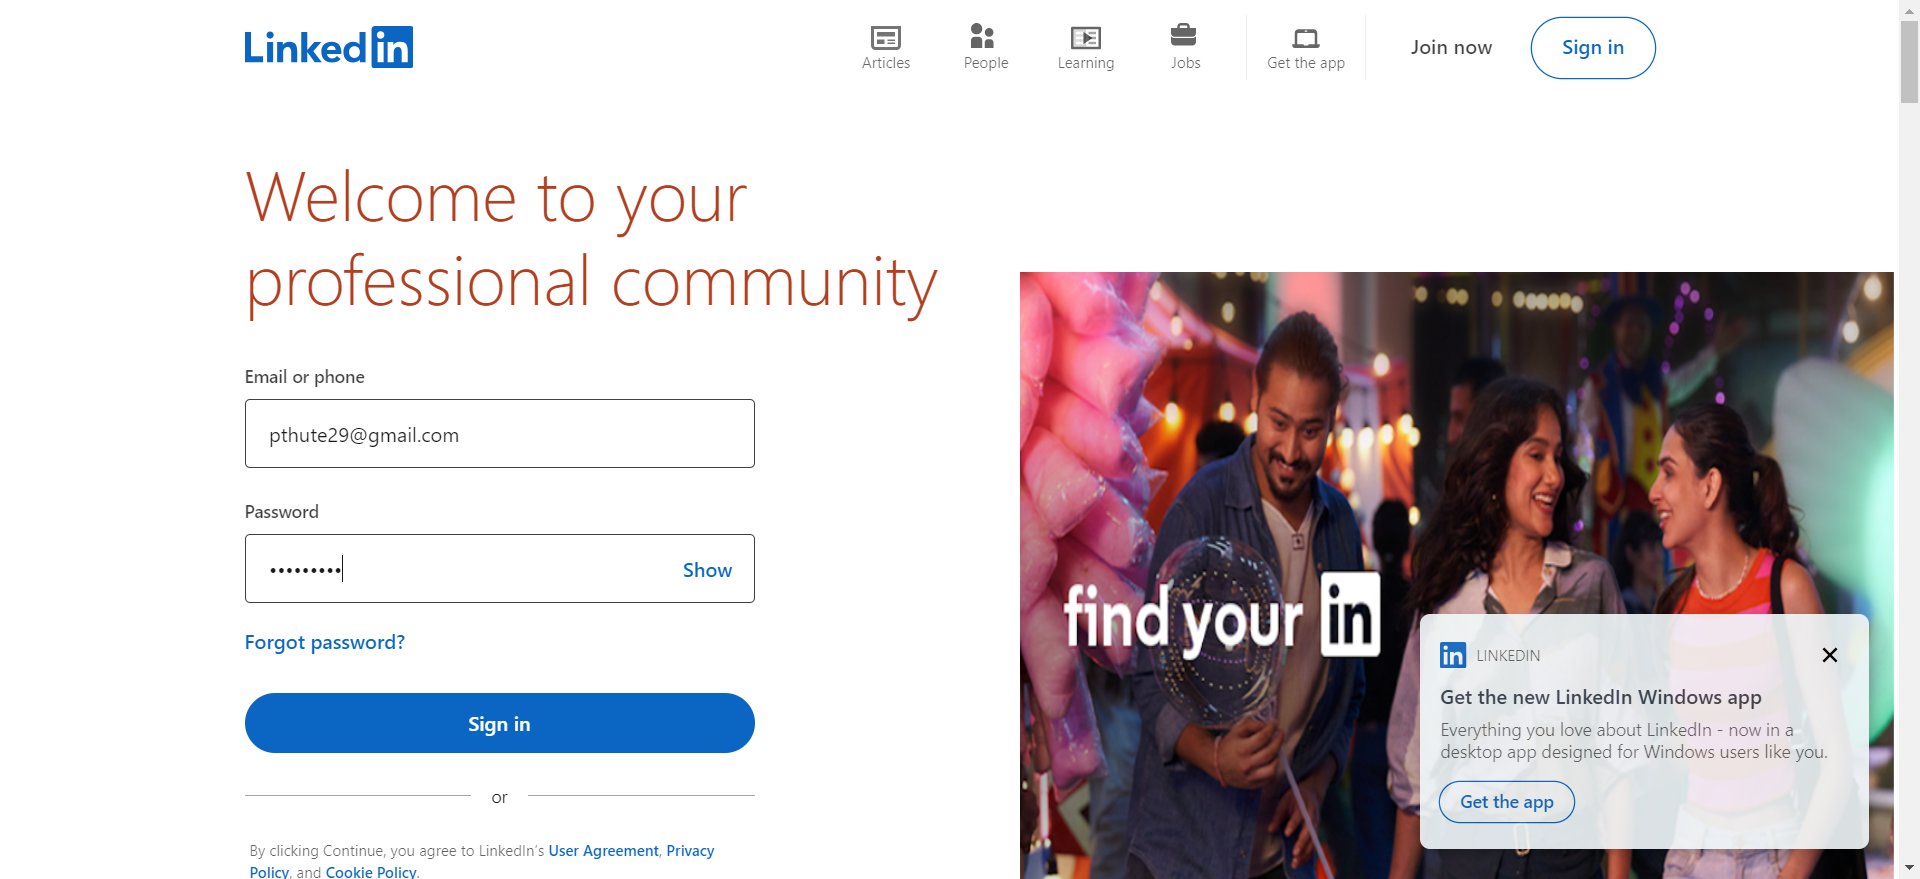 Linked in
Articles
People
Learning
Jobs
Get the app
Join now
Sign in
Welcome to your
professional community
Email or phone
pthute29@gmail.com
Password
•••••••••
Show
Forgot password?
Sign in
or
By clicking Continue, you agree to LinkedIn’s User Agreement, Privacy
Policy, and Cookie Policy.
find your in
in LINKEDIN
Get the new LinkedIn Windows app
Everything you love about LinkedIn - now in a
desktop app designed for Windows users like you.
Get the app